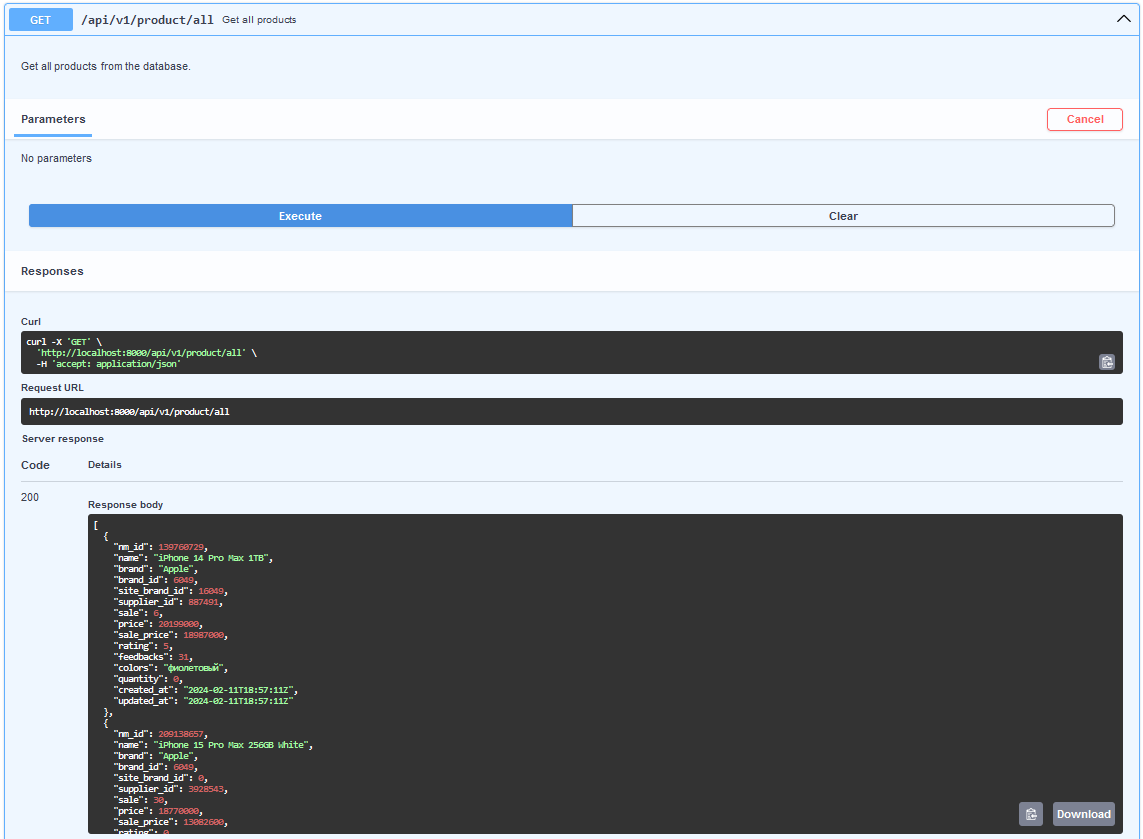 GET /api/v1/product/all Get all products
Get all products from the database.
Parameters
Cancel
No parameters
Execute
Clear
Responses
Curl
curl -X 'GET' \
'http://localhost:8000/api/v1/product/all' \
-H 'accept: application/json'
Request URL
http://localhost:8000/api/v1/product/all
Server response
Code Details
200
Response body
[
{
"nm_id": 139760729,
"name": "iPhone 14 Pro Max 1TB",
"brand": "Apple",
"brand_id": 6049,
"site_brand_id": 16049,
"supplier_id": 887491,
"sale": 6,
"price": 20199000,
"sale_price": 18987000,
"rating": 5,
"feedbacks": 31,
"colors": "фиолетовый",
"quantity": 0,
"created_at": "2024-02-11T18:57:11Z",
"updated_at": "2024-02-11T18:57:11Z"
},
{
"nm_id": 209138657,
"name": "iPhone 15 Pro Max 256GB White",
"brand": "Apple",
"brand_id": 6049,
"site_brand_id": 0,
"supplier_id": 3928543,
"sale": 30,
"price": 18770000,
"sale_price": 13082600,
"rating": 0
Download